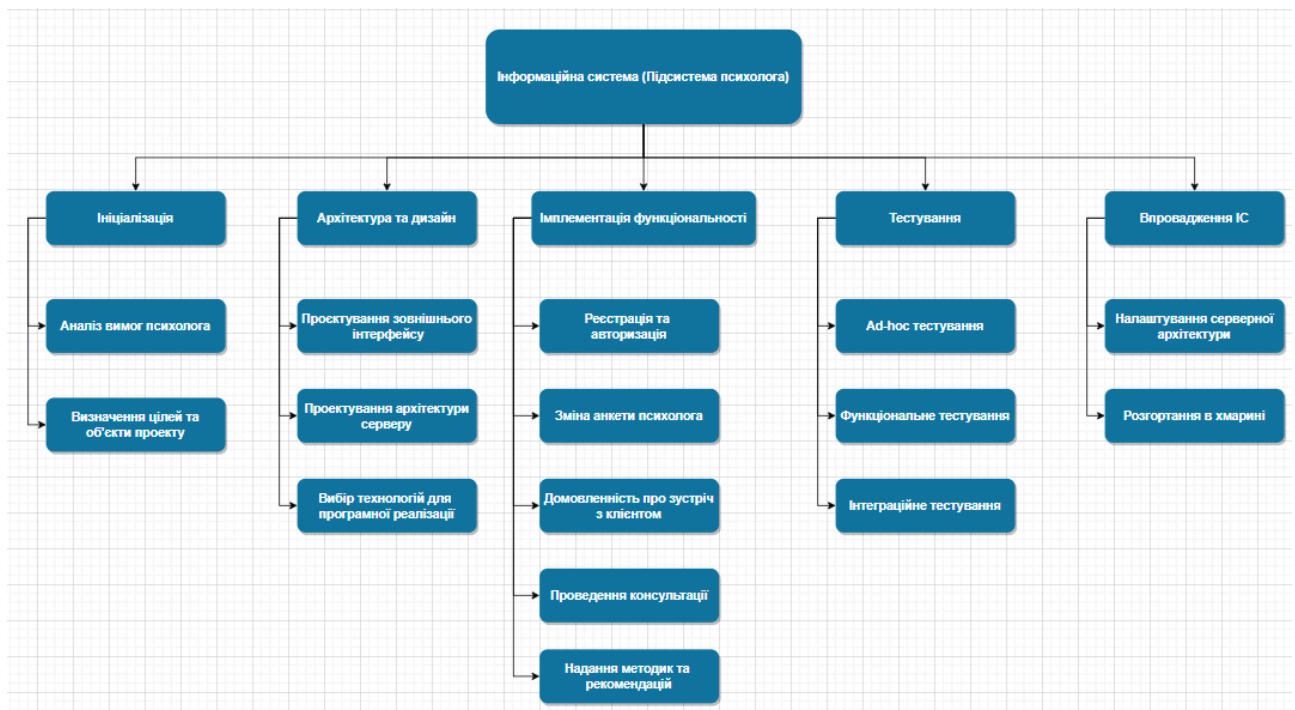 Інформаційна система (Підсистема психолога)
Ініціалізація
Архітектура та дизайн
Імплементація функціональності
Тестування
Впровадження ІС
Аналіз вимог психолога
Визначення цілей та
об'єкти проекту
Проєктування зовнішнього
інтерфейсу
Проектування архітектури
серверу
Вибір технологій для
програмної реалізації
Реєстрація та
авторизація
Зміна анкети психолога
Домовленність про зустріч
з клієнтом
Проведення консультації
Надання методик та
рекомендацій
Ad-hoc тестування
Функціональне тестування
Інтеграційне тестування
Налаштування серверної
архітектури
Розгортання в хмарині